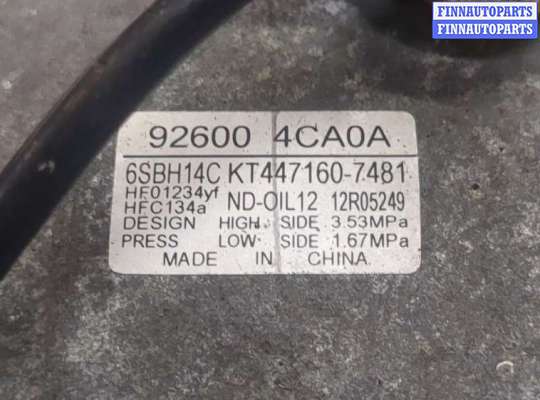 FINNAUTOPARTS
FINNAUTOPARTS
92600 4CA0A
6SBH14C KT447160-7481
HFO1234yf
HFC134a ND-OIL12 12R05249
DESIGN HIGH SIDE 3.53MPa
PRESS LOW SIDE 1.67MPa
MADE IN CHINA